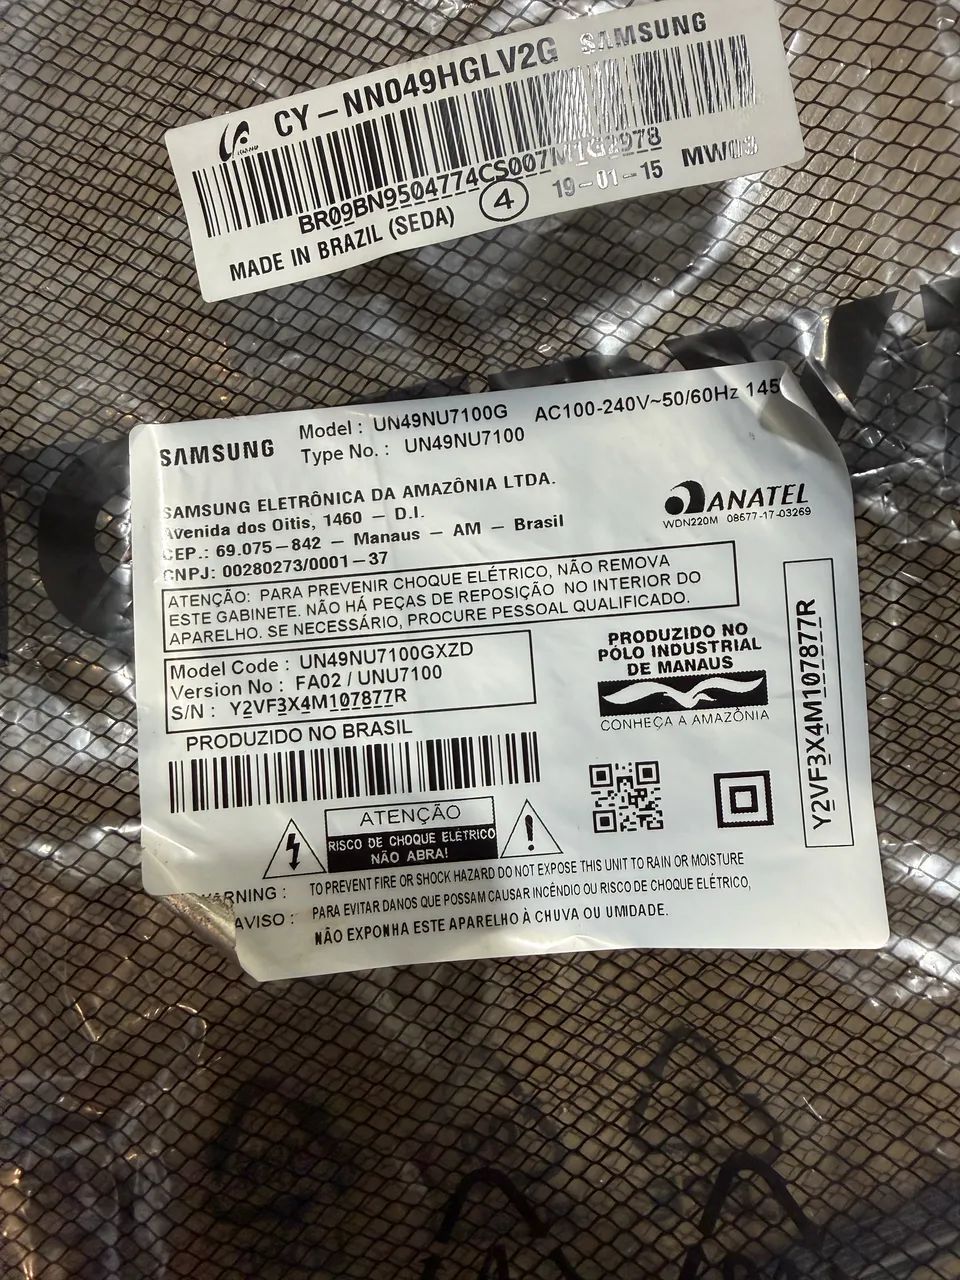 CY-NN049HGLV2G SAMSUNG
BR09BN9504774CS007M1G2978
MADE IN BRAZIL (SEDA) 4 19-01-15 MW03
SAMSUNG
Model : UN49NU7100G AC100-240V~50/60Hz 145
Type No. : UN49NU7100
SAMSUNG ELETRÔNICA DA AMAZÔNIA LTDA.
Avenida dos Oitis, 1460 - D.I.
CEP.: 69.075-842 - Manaus - AM - Brasil
CNPJ: 00280273/0001-37
ANATEL
WDN220M 08677-17-03269
ATENÇÃO: PARA PREVENIR CHOQUE ELÉTRICO, NÃO REMOVA
ESTE GABINETE. NÃO HÁ PEÇAS DE REPOSIÇÃO NO INTERIOR DO
APARELHO. SE NECESSÁRIO, PROCURE PESSOAL QUALIFICADO.
Model Code : UN49NU7100GXZD
Version No : FA02 / UNU7100
S/N : Y2VF3X4M107877R
PRODUZIDO NO BRASIL
PRODUZIDO NO
PÓLO INDUSTRIAL
DE MANAUS
CONHEÇA A AMAZÔNIA
Y2VF3X4M107877R
ATENÇÃO
RISCO DE CHOQUE ELÉTRICO
NÃO ABRA!
WARNING : TO PREVENT FIRE OR SHOCK HAZARD DO NOT EXPOSE THIS UNIT TO RAIN OR MOISTURE
AVISO : PARA EVITAR DANOS QUE POSSAM CAUSAR INCÊNDIO OU RISCO DE CHOQUE ELÉTRICO,
NÃO EXPONHA ESTE APARELHO À CHUVA OU UMIDADE.